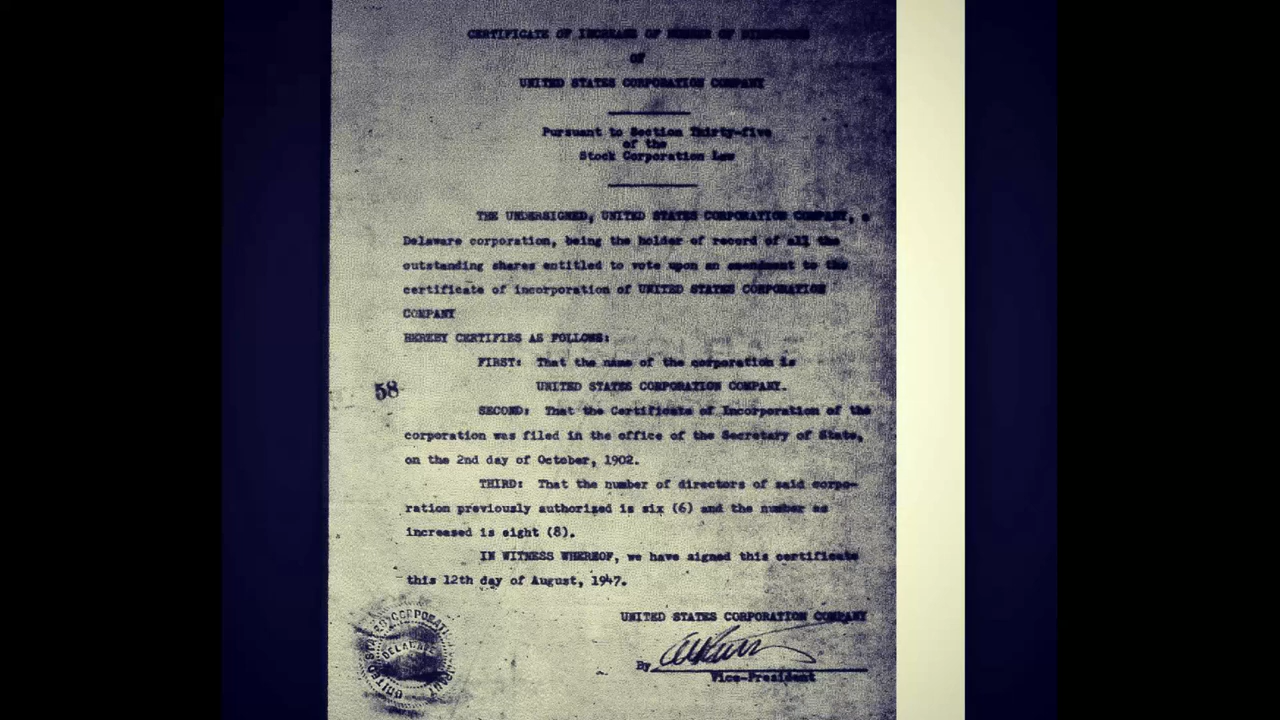 CERTIFICATE OF INCREASE OF NUMBER OF DIRECTORS
OF
UNITED STATES CORPORATION COMPANY
Pursuant to Section Thirty-five
of the
Stock Corporation Law
THE UNDERSIGNED, UNITED STATES CORPORATION COMPANY, a
Delaware corporation, being the holder of record of all the
outstanding shares entitled to vote upon an amendment to the
certificate of incorporation of UNITED STATES CORPORATION
COMPANY
HEREBY CERTIFIES AS FOLLOWS:
FIRST: That the name of the corporation is
UNITED STATES CORPORATION COMPANY.
58
SECOND: That the Certificate of Incorporation of the
corporation was filed in the office of the Secretary of State,
on the 2nd day of October, 1902.
THIRD: That the number of directors of said corpo-
ration previously authorized is six (6) and the number as
increased is eight (8).
IN WITNESS WHEREOF, we have signed this certificate
this 12th day of August, 1947.
UNITED STATES CORPORATION COMPANY
By
Vice-President
UNITED STATES CORPORATI
DELAWARE